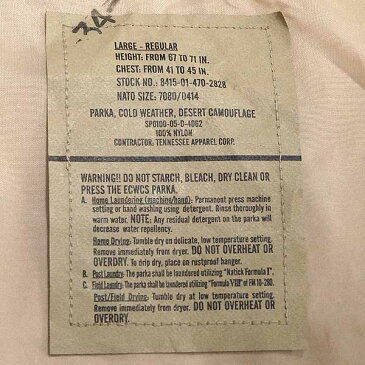 34
LARGE - REGULAR
HEIGHT: FROM 67 TO 71 IN.
CHEST: FROM 41 TO 45 IN.
STOCK NO.: 8415-01-470-2828
NATO SIZE: 7080/0414
PARKA, COLD WEATHER, DESERT CAMOUFLAGE
SPO100-05-D-4062
100% NYLON
CONTRACTOR: TENNESSEE APPAREL CORP.
WARNING!! DO NOT STARCH, BLEACH, DRY CLEAN OR
PRESS THE ECWCS PARKA.
A. Home Laundering (machine/hand): Permanent press machine
setting or hand washing using detergent. Rinse thoroughly in
warm water. NOTE: Any residual detergent on the parka will
decrease water repellency.
Home Drying: Tumble dry on delicate, low temperature setting.
Remove immediately from dryer. DO NOT OVERHEAT OR
OVERDRY. To drip dry, place on rustproof hanger.
B. Post Laundry: The parka shall be laundered utilizing "Natick Formula I".
C. Field Laundry: The parka shall be laundered utilizing "Formula VIII" of FM 10-280.
Post/Field Drying: Tumble dry at low temperature setting.
Remove immediately from dryer. DO NOT OVERHEAT OR
OVERDRY.